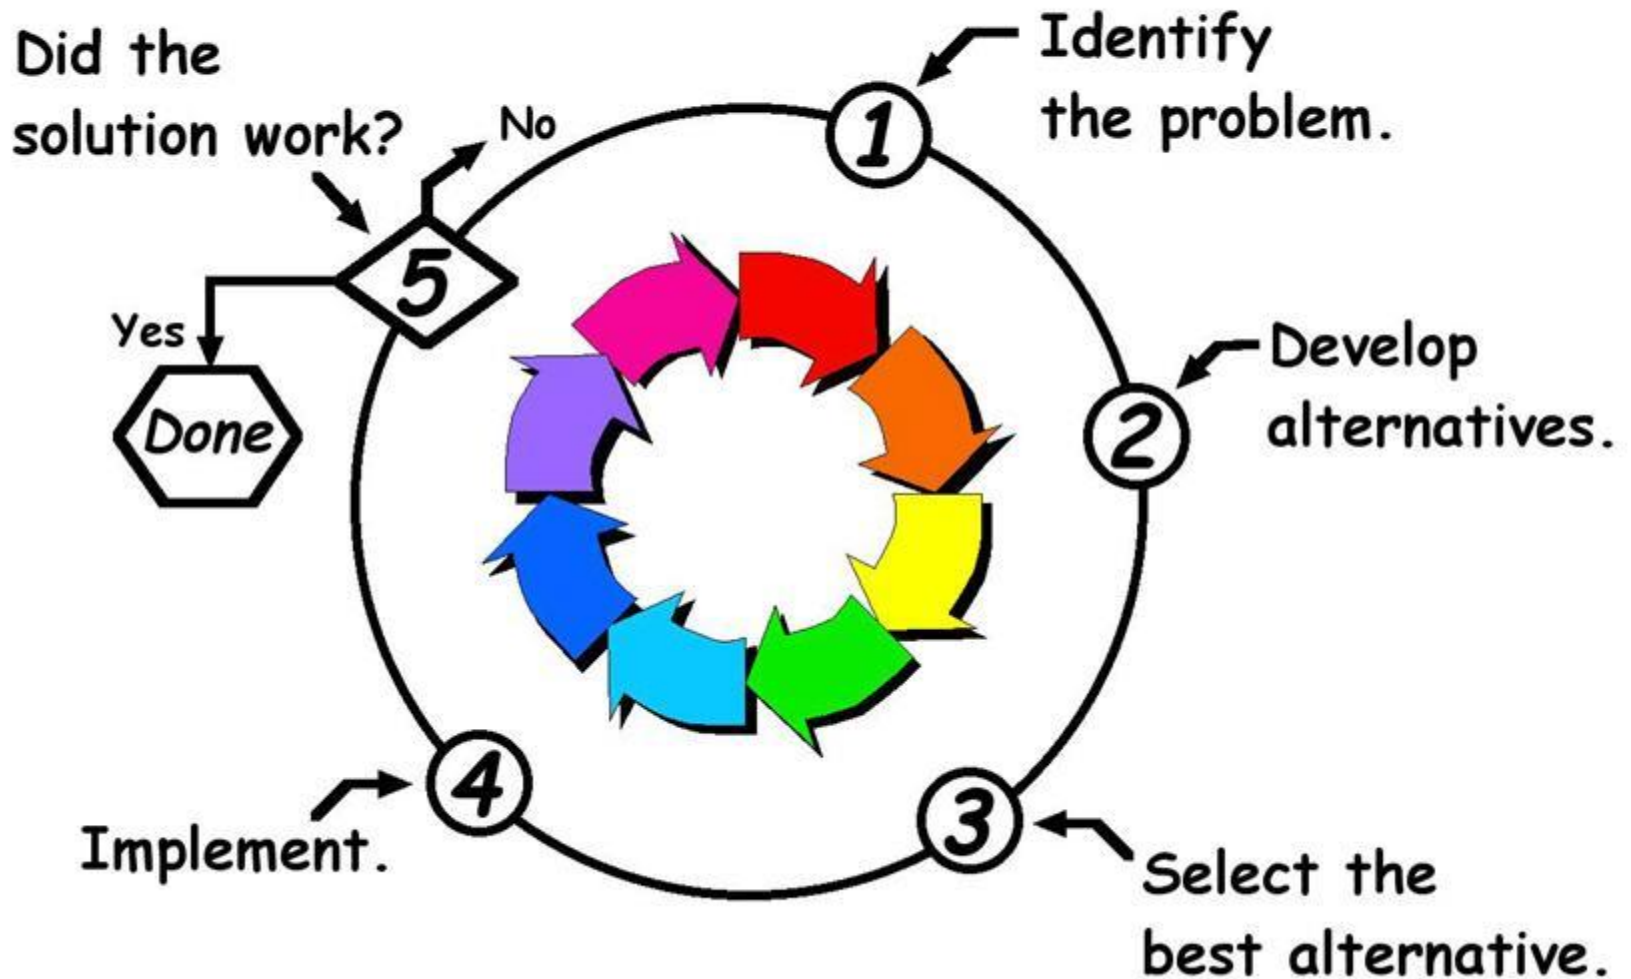 1
Identify
the problem.
2
Develop
alternatives.
3
Select the
best alternative.
4
Implement.
5
Did the
solution work?
No
Yes
Done